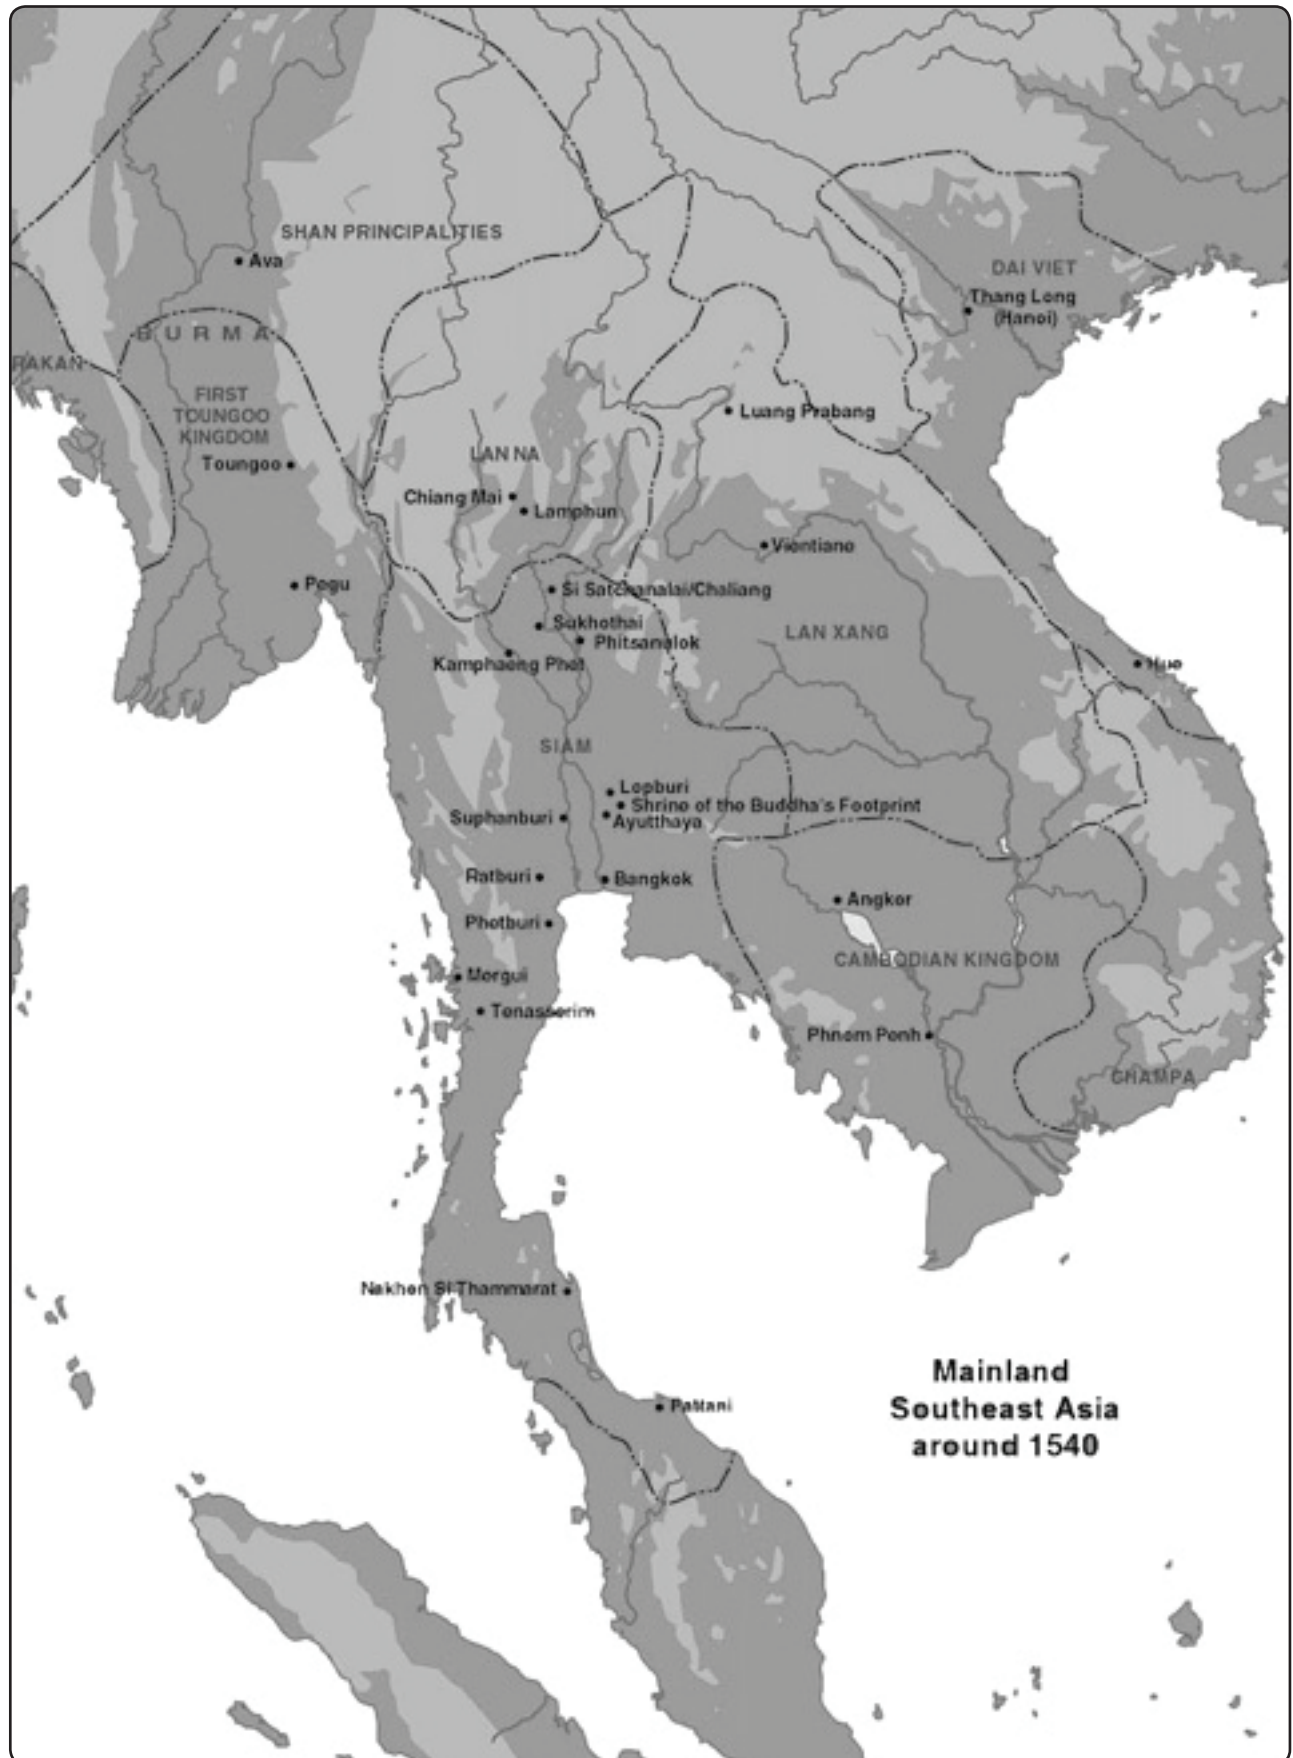 SHAN PRINCIPALITIES
Ava
DAI VIET
Thang Long
(Hanoi)
BURMA
RAKAN
FIRST
TOUNGOO
KINGDOM
Toungoo
Luang Prabang
LAN NA
Chiang Mai
Lamphun
Vientiane
Pegu
Si Satchanalai/Chaliang
Sukhothai
Phitsanulok
Kamphaeng Phet
LAN XANG
Hue
SIAM
Lopburi
Shrine of the Buddha's Footprint
Ayutthaya
Suphanburi
Ratburi
Bangkok
Angkor
Phetburi
CAMBODIAN KINGDOM
Mergui
Tenasserim
Phnom Penh
CHAMPA
Nakhon Si Thammarat
Mainland
Southeast Asia
around 1540
Pattani